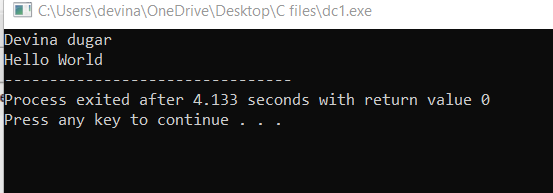 C:\Users\devina\OneDrive\Desktop\C files\dc1.exe
Devina dugar
Hello World
--------------------------------
Process exited after 4.133 seconds with return value 0
Press any key to continue . . .